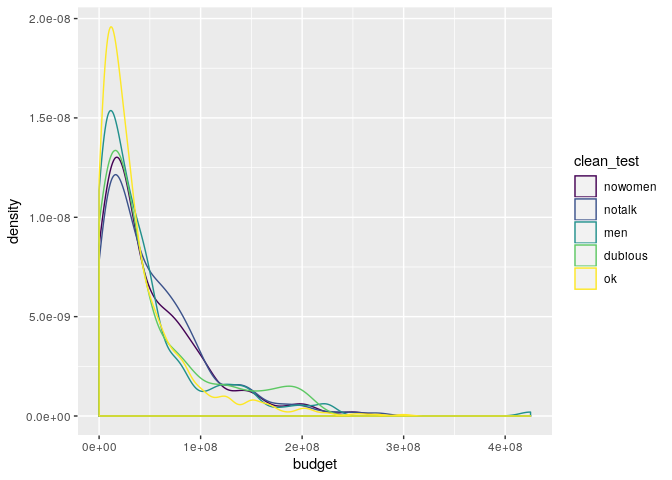 2.0e-08
1.5e-08
1.0e-08
5.0e-09
0.0e+00
density
0e+00 1e+08 2e+08 3e+08 4e+08
budget
clean_test
nowomen
notalk
men
dubious
ok